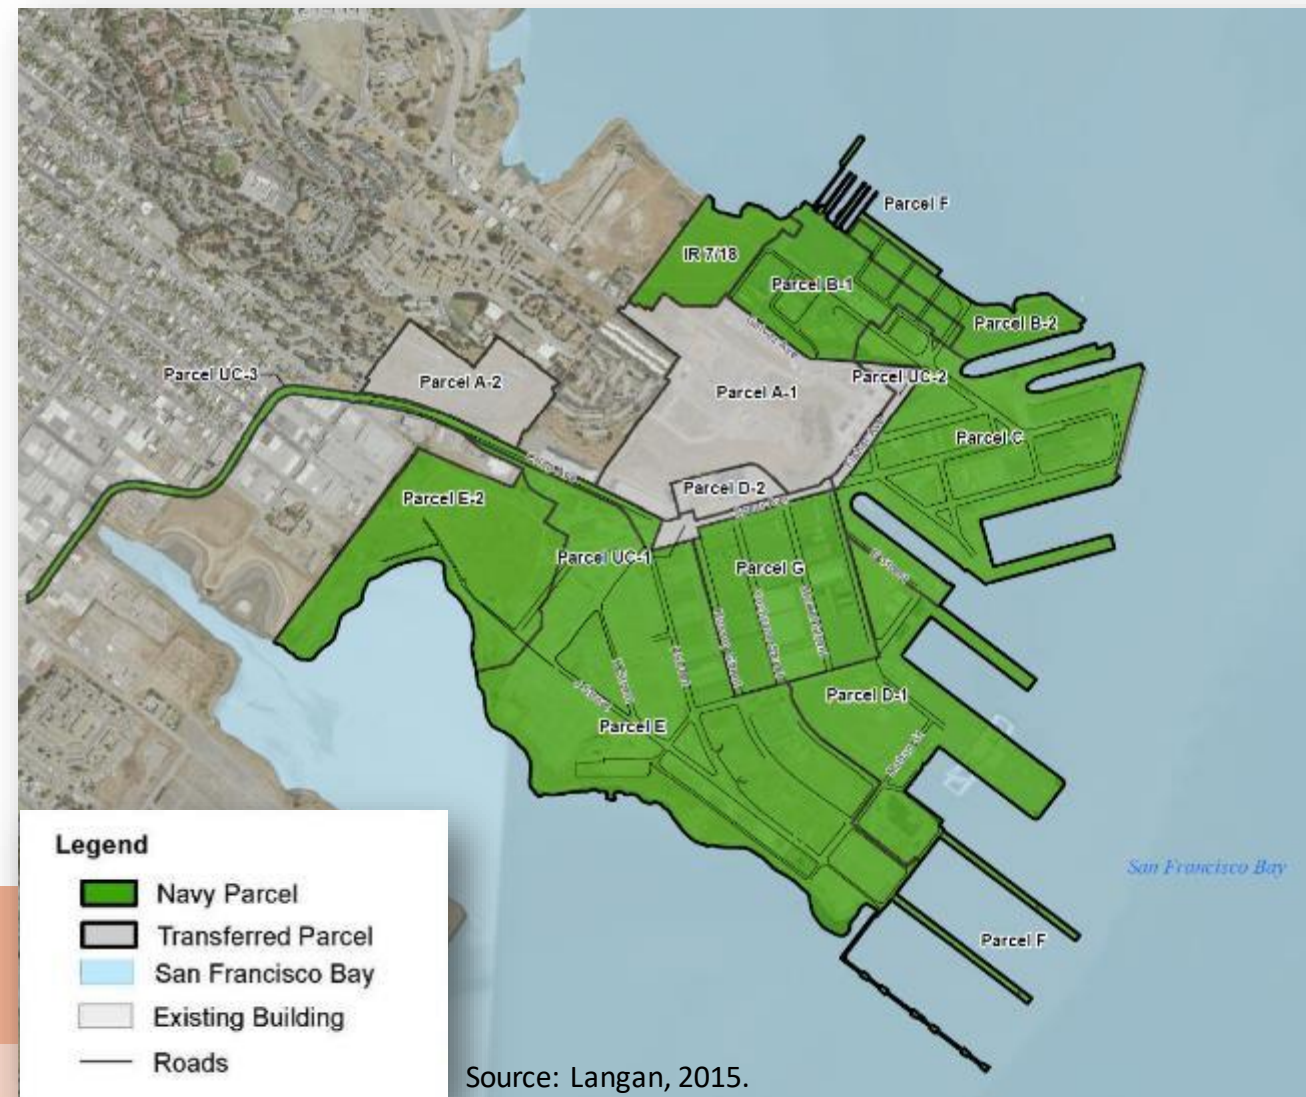 Parcel F
IR 7/18
Parcel B-1
Parcel B-2
Parcel UC-3
Parcel A-2
Parcel UC-2
Parcel A-1
Parcel C
Parcel D-2
Parcel E-2
Parcel UC-1
Parcel G
Parcel D-1
Parcel E
San Francisco Bay
Parcel F
Legend
Navy Parcel
Transferred Parcel
San Francisco Bay
Existing Building
Roads
Source: Langan, 2015.